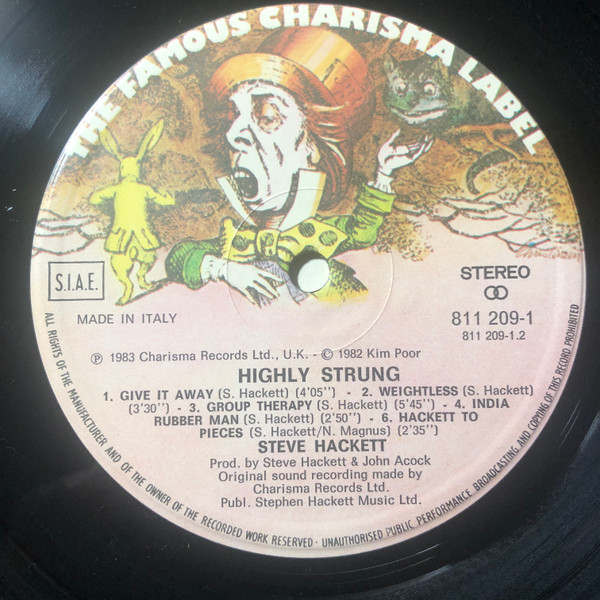 THE FAMOUS CHARISMA LABEL
S.I.A.E.
STEREO
MADE IN ITALY
811 209-1
811 209-1.2
℗ 1983 Charisma Records Ltd., U.K. - © 1982 Kim Poor
HIGHLY STRUNG
1. GIVE IT AWAY (S. Hackett) (4'05'') - 2. WEIGHTLESS (S. Hackett)
(3'30'') - 3. GROUP THERAPY (S. Hackett) (5'45'') - 4. INDIA
RUBBER MAN (S. Hackett) (2'50'') - 6. HACKETT TO
PIECES (S. Hackett/N. Magnus) (2'35'')
STEVE HACKETT
Prod. by Steve Hackett & John Acock
Original sound recording made by
Charisma Records Ltd.
Publ. Stephen Hackett Music Ltd.
ALL RIGHTS OF THE MANUFACTURER AND OF THE OWNER OF THE RECORDED WORK RESERVED - UNAUTHORISED PUBLIC PERFORMANCE BROADCASTING AND COPYING OF THIS RECORD PROHIBITED